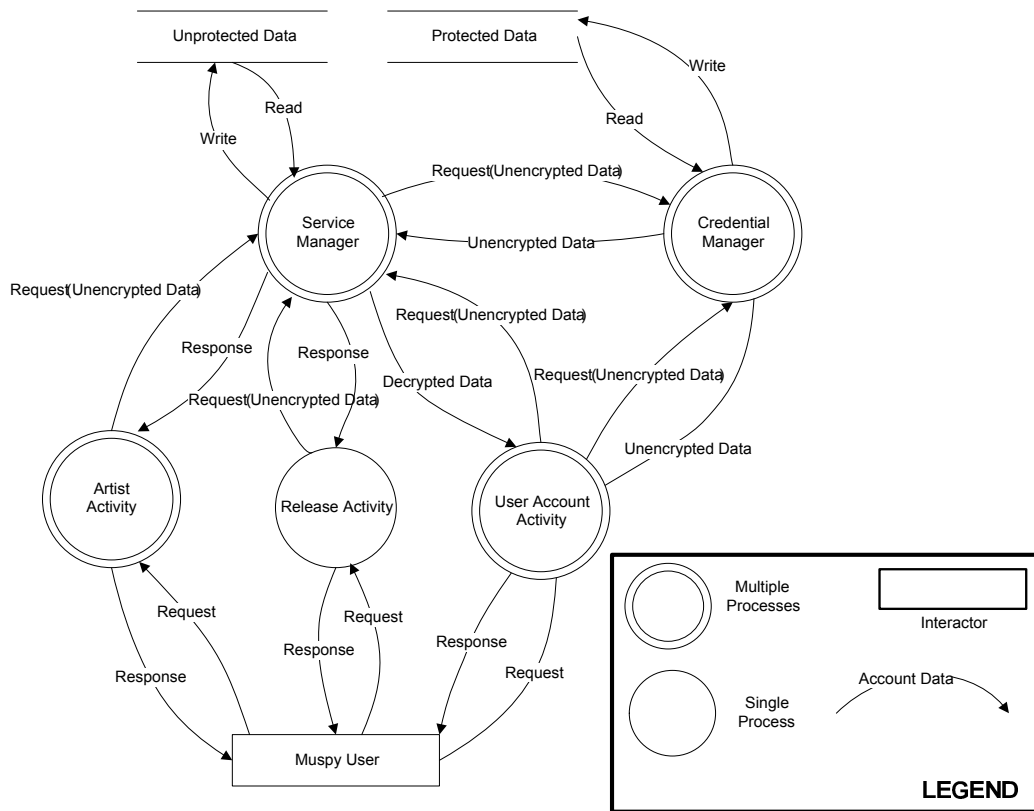 Unprotected Data
Protected Data
Write
Read
Write
Read
Request(Unencrypted Data)
Service
Manager
Credential
Manager
Unencrypted Data
Request(Unencrypted Data)
Request(Unencrypted Data)
Response
Response
Decrypted Data
Request(Unencrypted Data)
Request(Unencrypted Data)
Unencrypted Data
Artist
Activity
Release Activity
User Account
Activity
Request
Request
Response
Response
Response
Request
Muspy User
Multiple
Processes
Interactor
Account Data
Single
Process
LEGEND